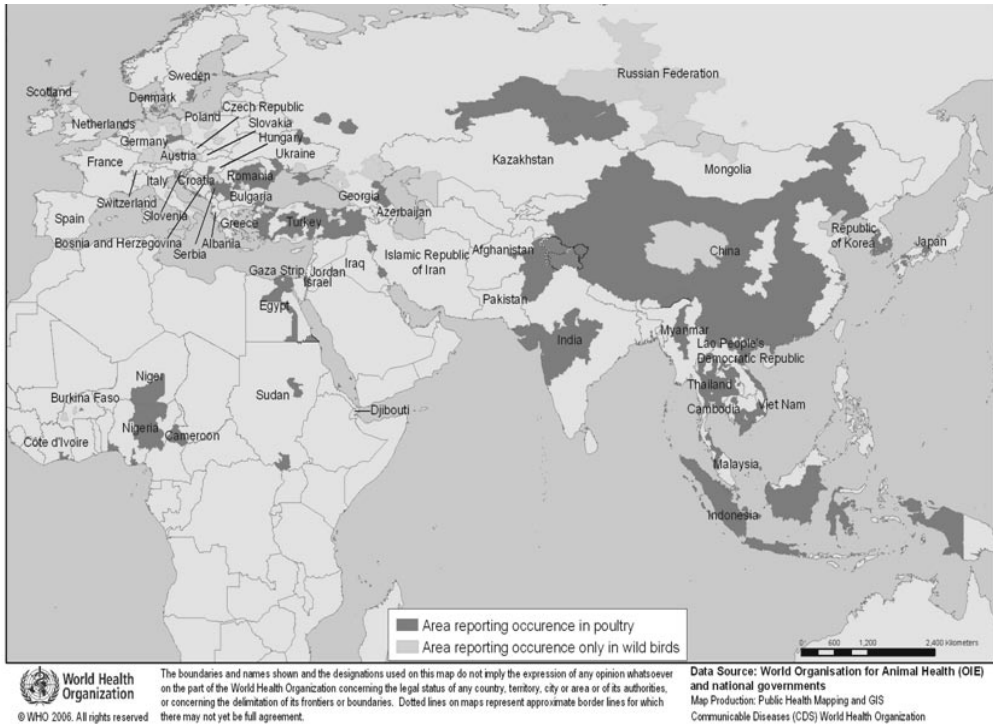 Sweden
Russian Federation
Scotland
Denmark
Czech Republic
Poland
Slovakia
Netherlands
Hungary
Germany
Austria
Ukraine
Kazakhstan
France
Mongolia
Italy
Croatia
Romania
Switzerland
Bulgaria
Georgia
Spain
Slovenia
Azerbaijan
Greece
Turkey
Republic
of Korea
Japan
Bosnia and Herzegovina
Albania
Serbia
Islamic Republic
of Iran
Afghanistan
China
Iraq
Gaza Strip
Jordan
Israel
Egypt
Pakistan
India
Myanmar
Lao People's
Democratic Republic
Niger
Thailand
Burkina Faso
Sudan
Djibouti
Cambodia
Viet Nam
Nigeria
Cameroon
Côte d'Ivoire
Malaysia
Indonesia
Area reporting occurence in poultry
Area reporting occurence only in wild birds
0 600 1,200 2,400 kilometers
World Health
Organization
© WHO 2006. All rights reserved
The boundaries and names shown and the designations used on this map do not imply the expression of any opinion whatsoever
on the part of the World Health Organization concerning the legal status of any country, territory, city or area or of its authorities,
or concerning the delimitation of its frontiers or boundaries. Dotted lines on maps represent approximate border lines for which
there may not yet be full agreement.
Data Source: World Organisation for Animal Health (OIE)
and national governments
Map Production: Public Health Mapping and GIS
Communicable Diseases (CDS) World Health Organization